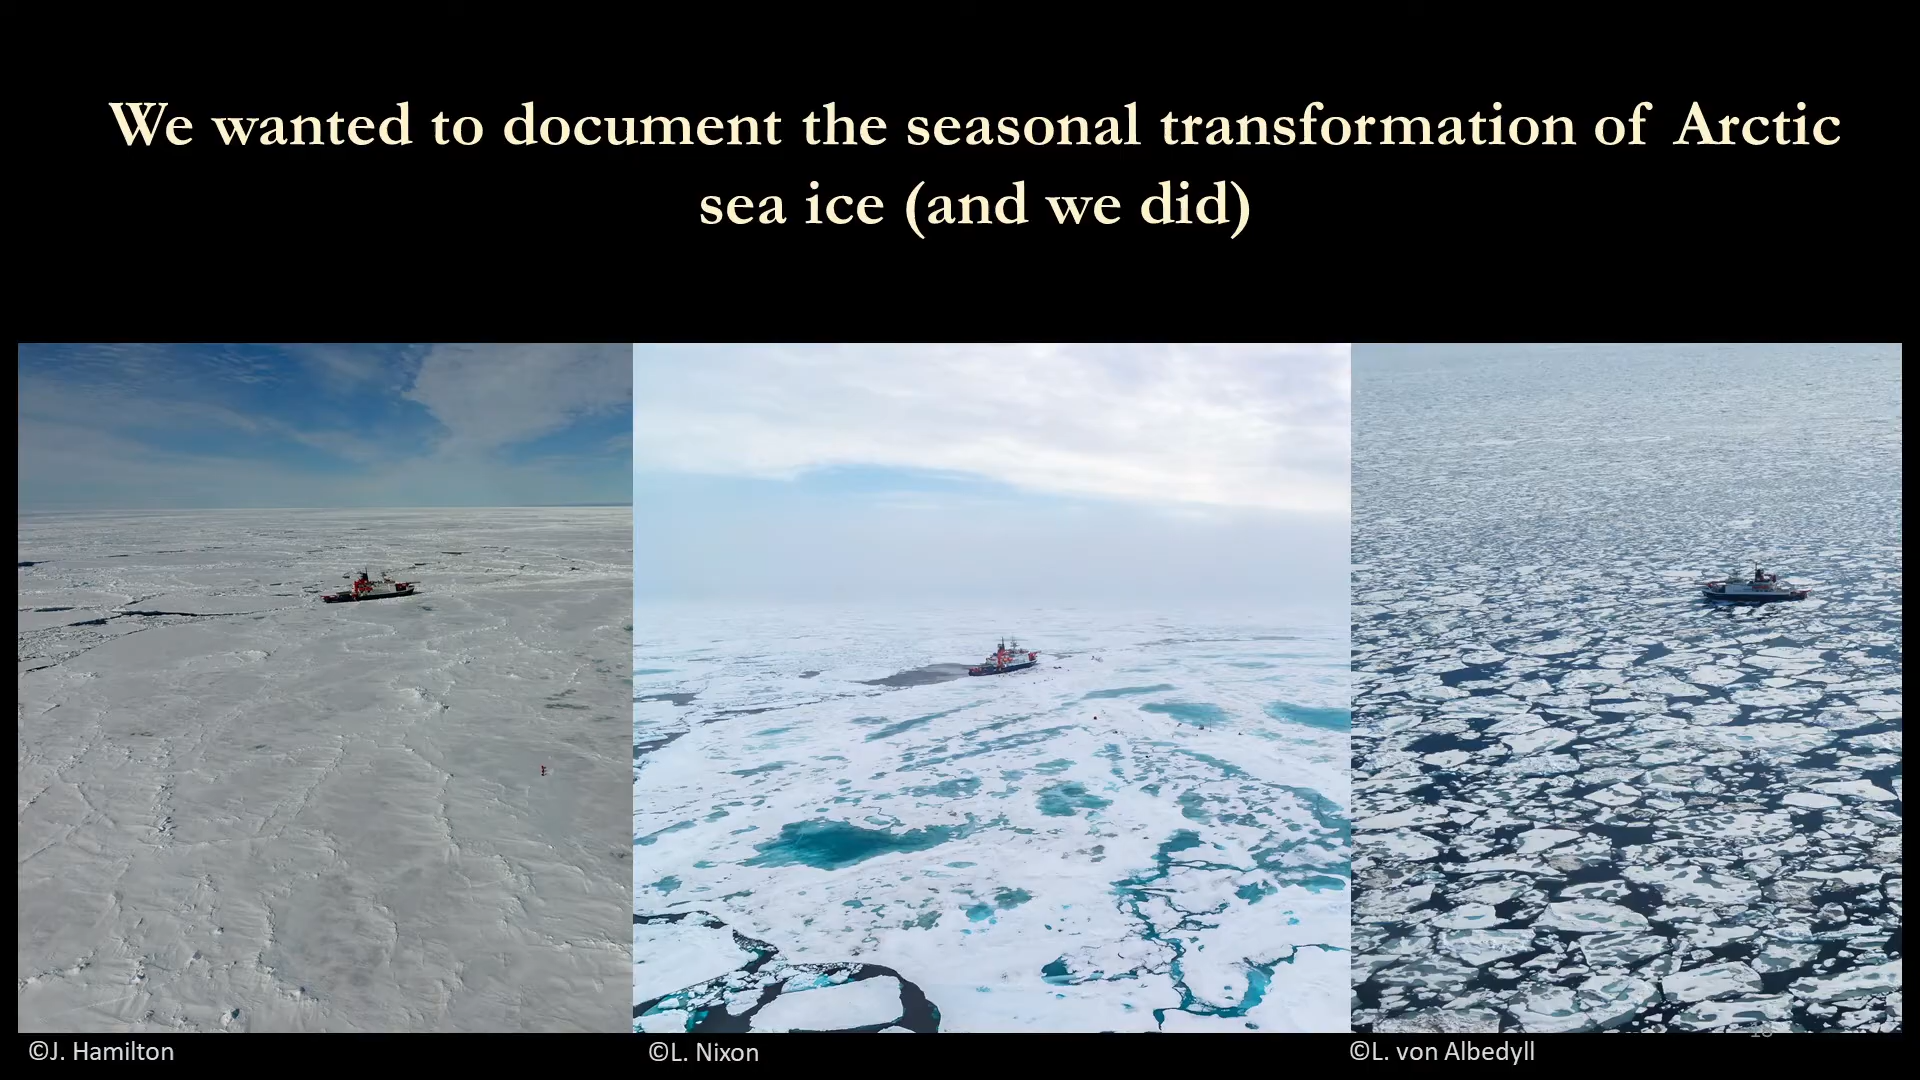 We wanted to document the seasonal transformation of Arctic
sea ice (and we did)
©J. Hamilton
©L. Nixon
©L. von Albedyll